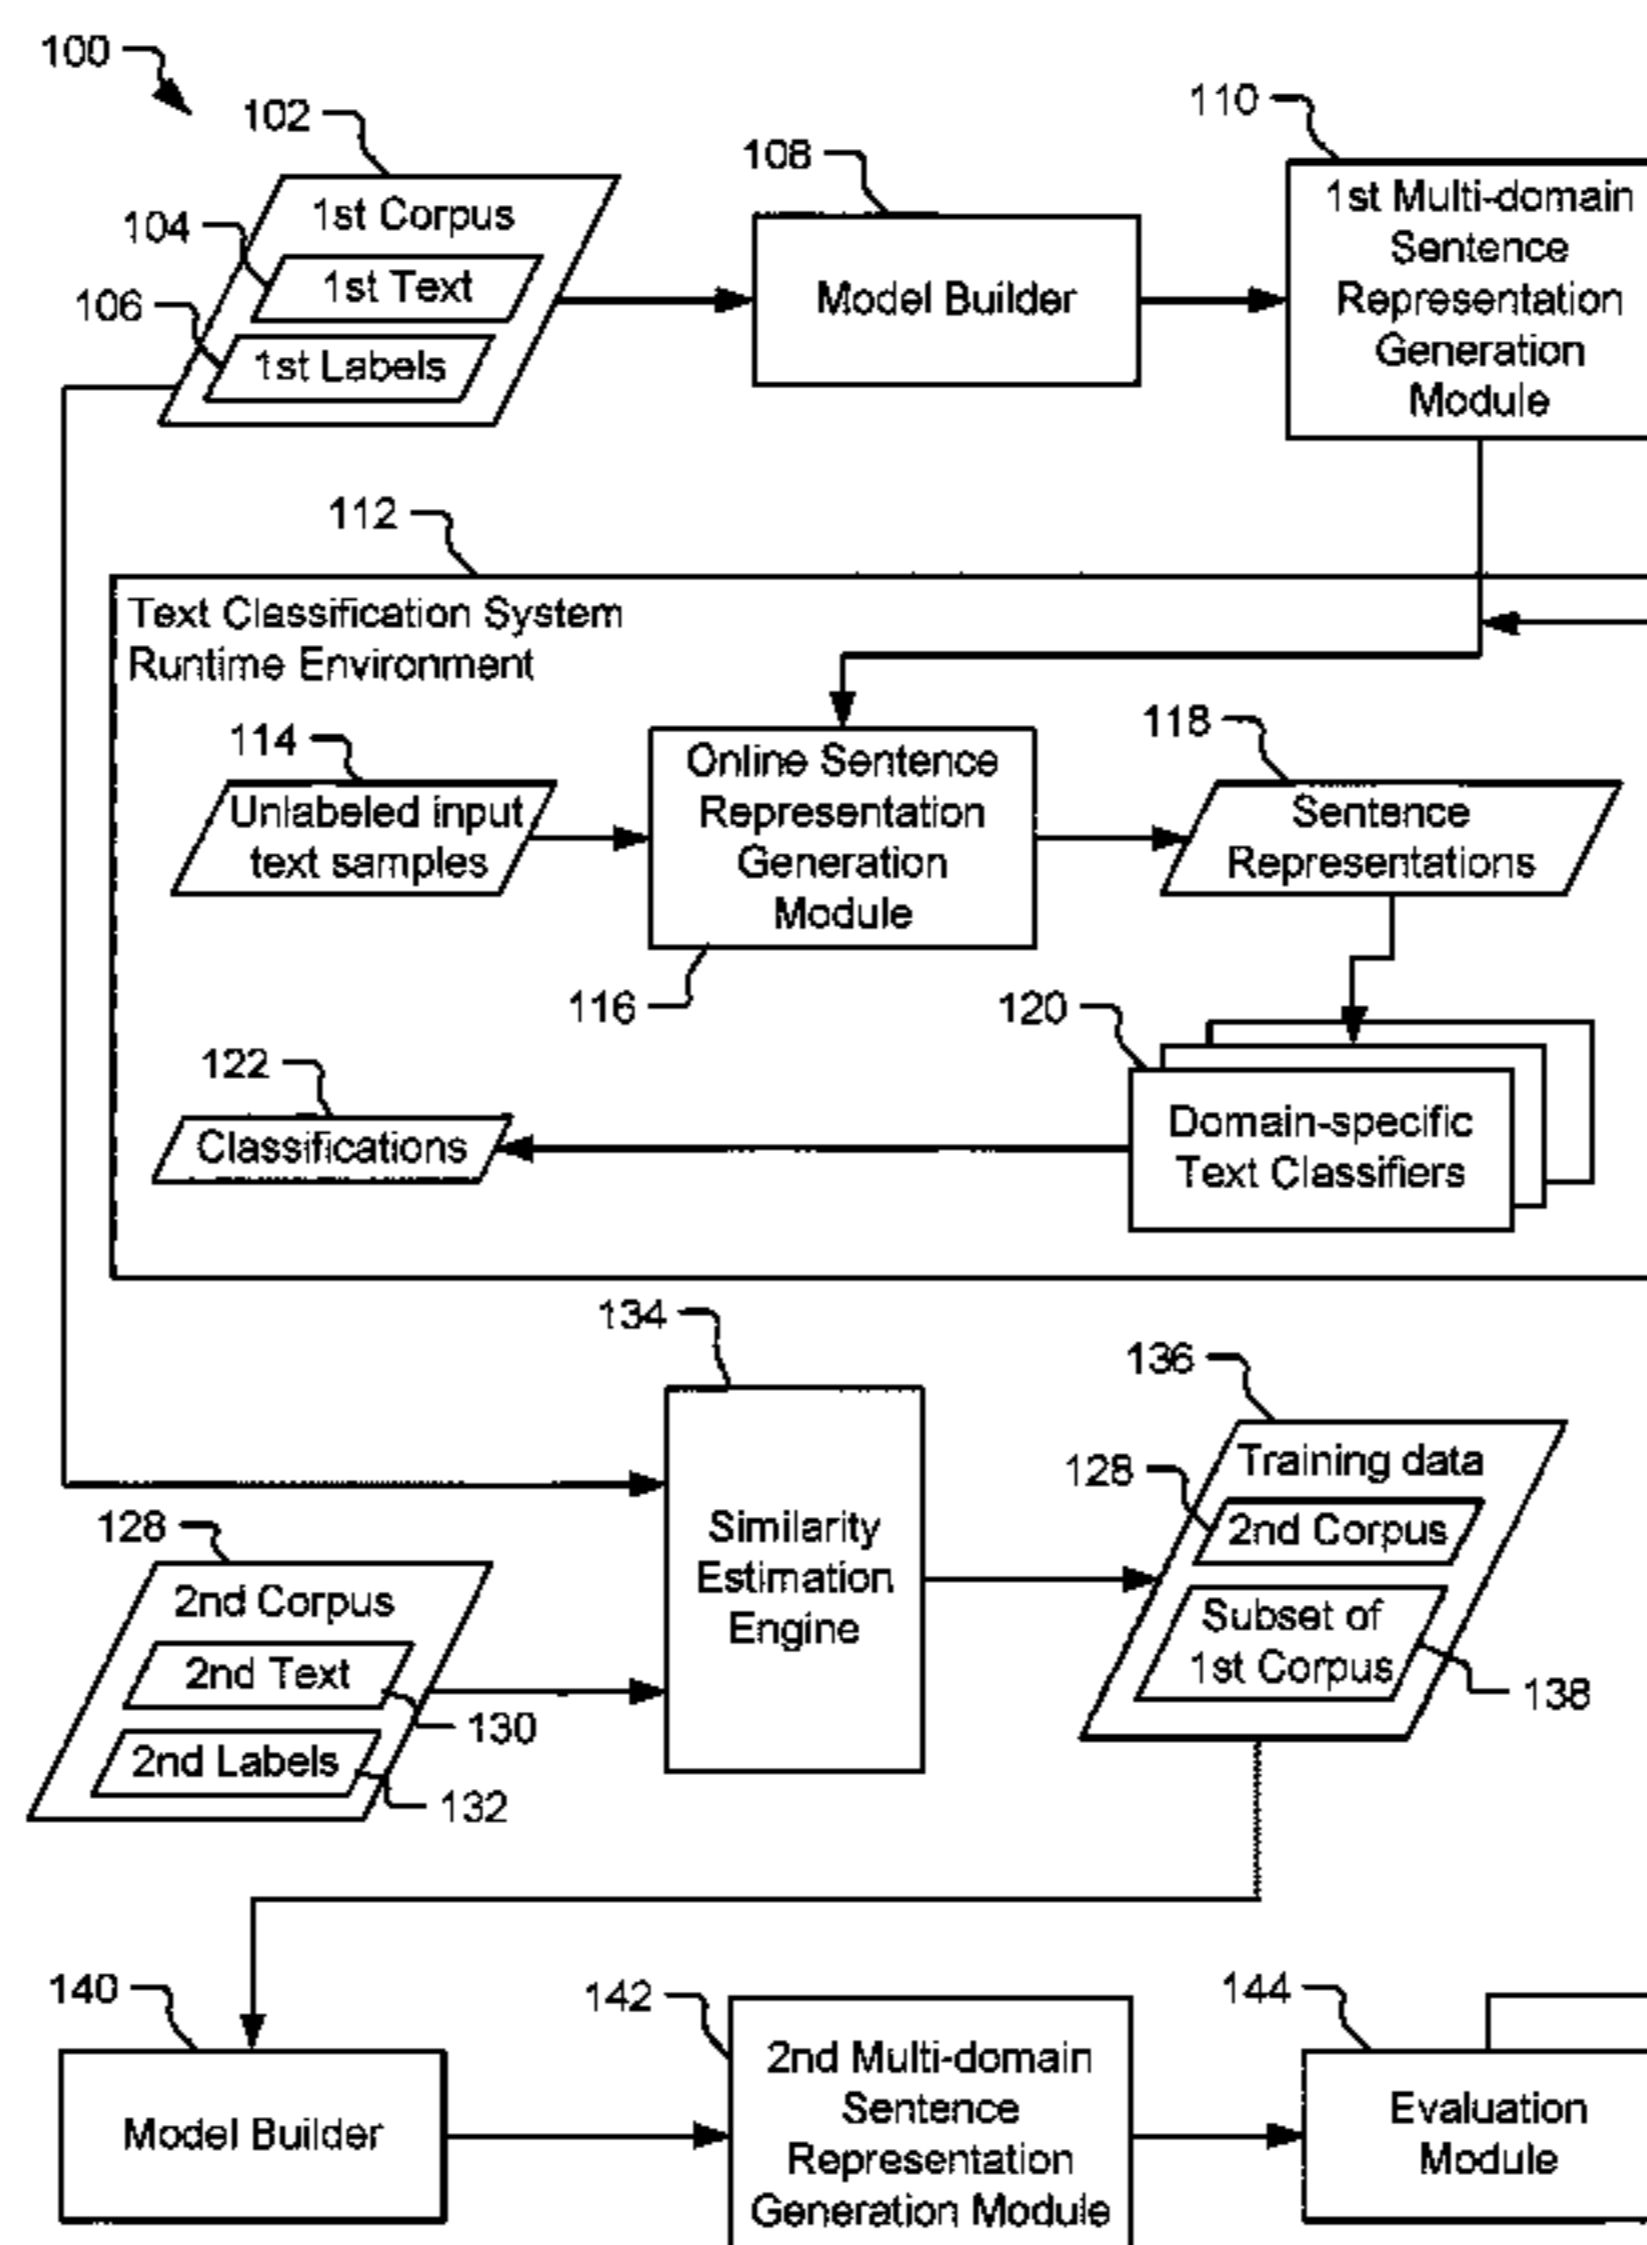 100
102
1st Corpus
104
1st Text
106
1st Labels
108
Model Builder
110
1st Multi-domain
Sentence
Representation
Generation
Module
112
Text Classification System
Runtime Environment
114
Unlabeled input
text samples
Online Sentence
Representation
Generation
Module
116
118
Sentence
Representations
120
Domain-specific
Text Classifiers
122
Classifications
134
Similarity
Estimation
Engine
128
2nd Corpus
2nd Text
130
2nd Labels
132
136
Training data
128
2nd Corpus
Subset of
1st Corpus
138
140
Model Builder
142
2nd Multi-domain
Sentence
Representation
Generation Module
144
Evaluation
Module